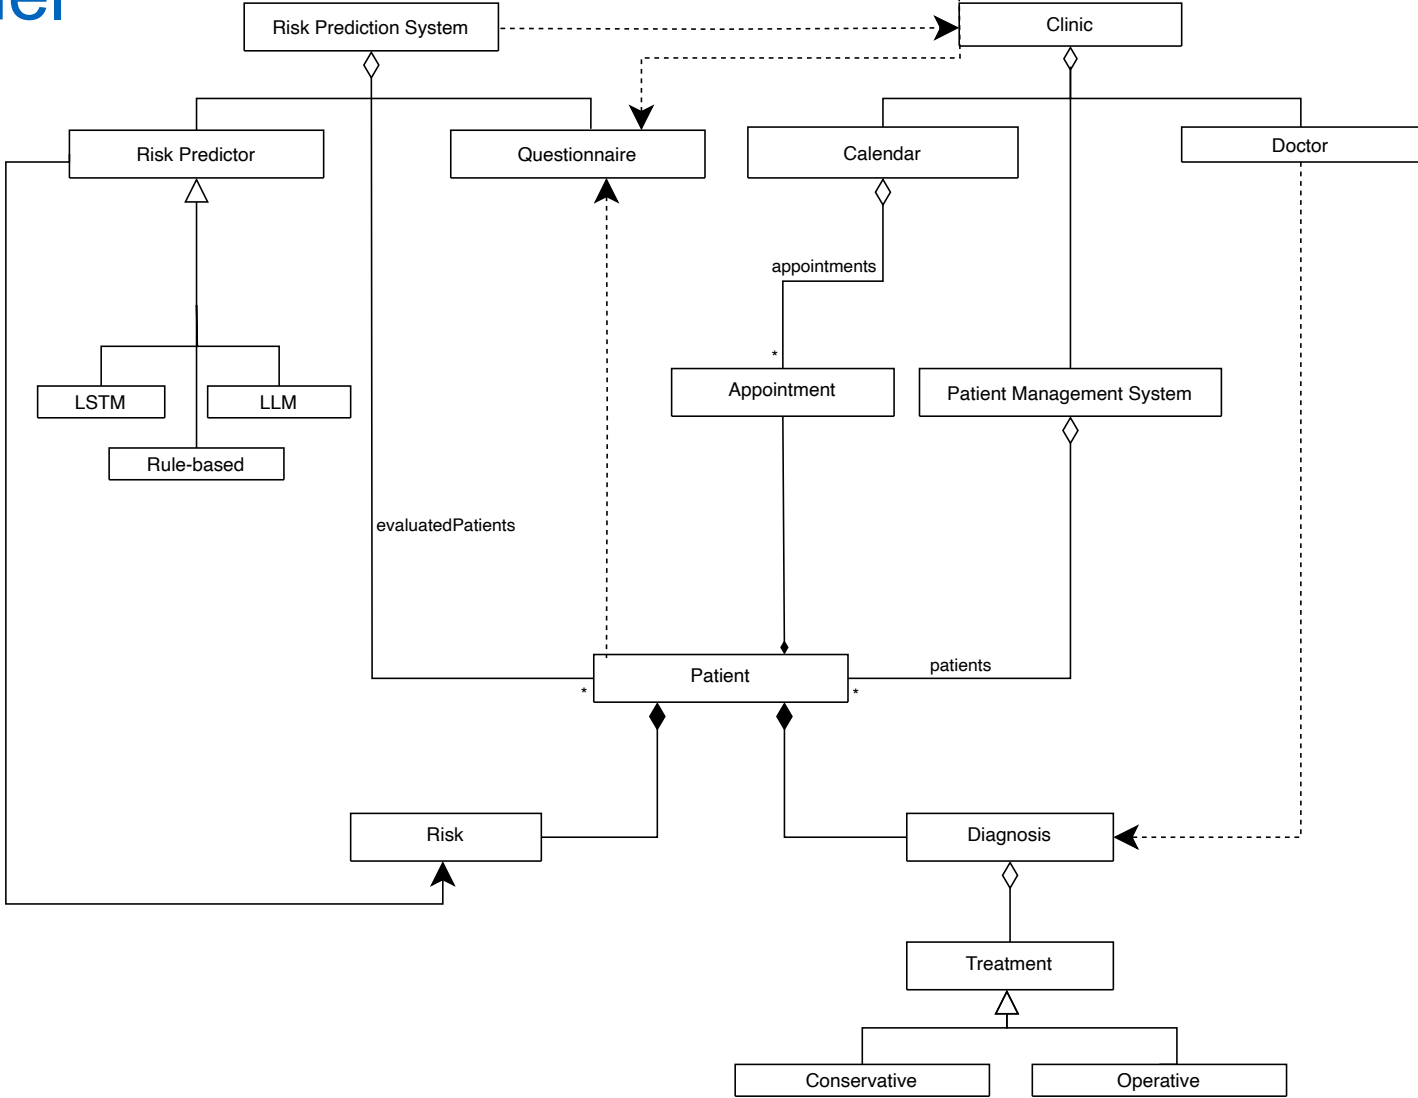 Risk Prediction System
Clinic
Risk Predictor
Questionnaire
Calendar
Doctor
appointments
*
Appointment
Patient Management System
LSTM
LLM
Rule-based
evaluatedPatients
Patient
patients
*
*
Risk
Diagnosis
Treatment
Conservative
Operative